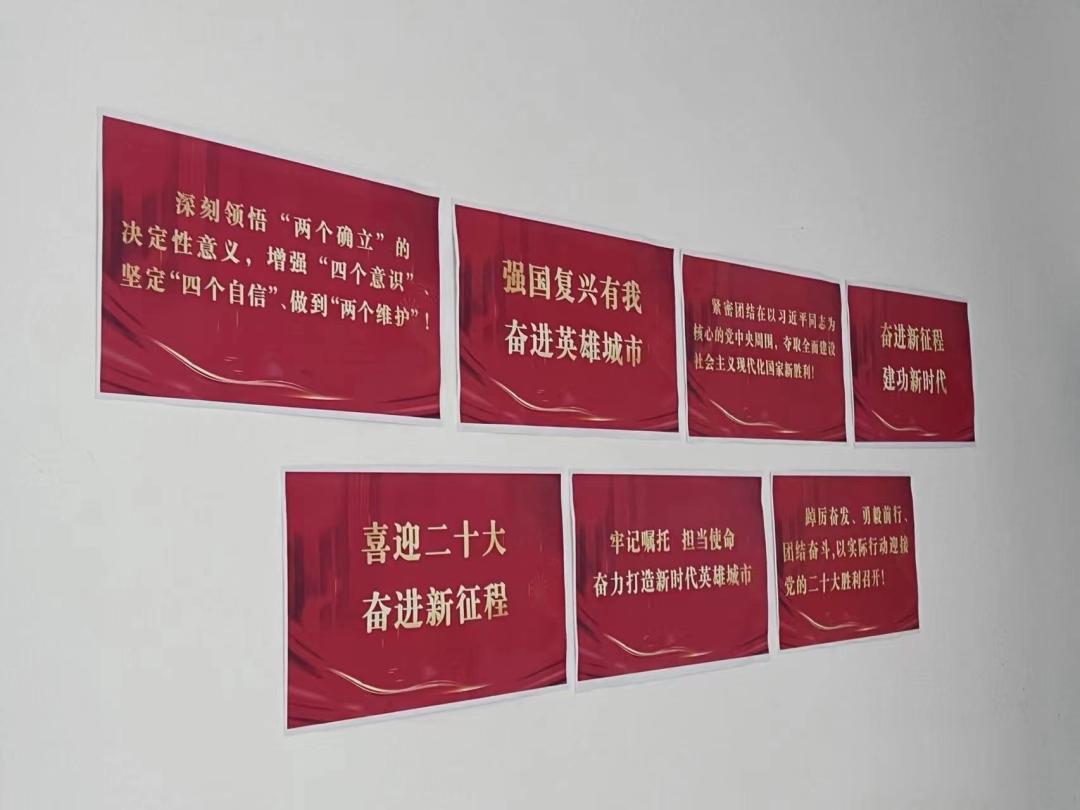 深刻领悟“两个确立”的
决定性意义，增强“四个意识”、
坚定“四个自信”、做到“两个维护”！
强国复兴有我
奋进英雄城市
紧密团结在以习近平同志为
核心的党中央周围，夺取全面建设
社会主义现代化国家新胜利！
奋进新征程
建功新时代
喜迎二十大
奋进新征程
牢记嘱托 担当使命
奋力打造新时代英雄城市
踔厉奋发、勇毅前行、
团结奋斗，以实际行动迎接
党的二十大胜利召开！